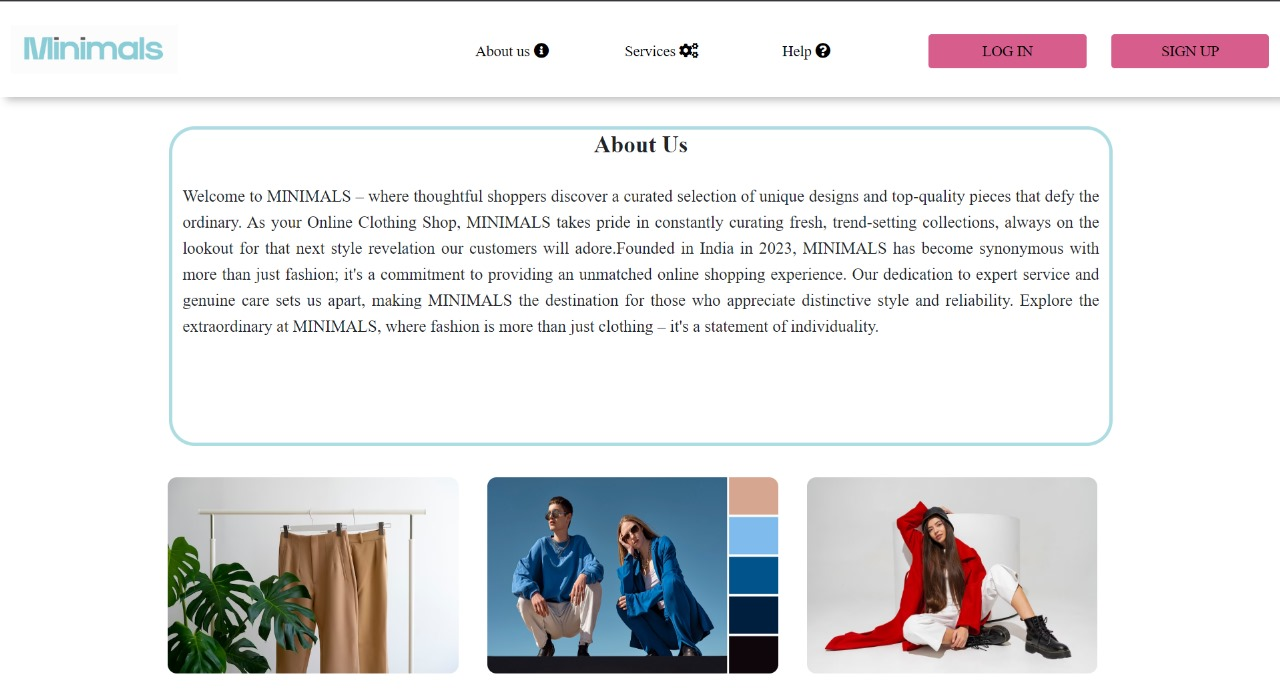 Minimals
About us
Services
Help
LOG IN
SIGN UP
About Us
Welcome to MINIMALS – where thoughtful shoppers discover a curated selection of unique designs and top-quality pieces that defy the
ordinary. As your Online Clothing Shop, MINIMALS takes pride in constantly curating fresh, trend-setting collections, always on the
lookout for that next style revelation our customers will adore.Founded in India in 2023, MINIMALS has become synonymous with
more than just fashion; it's a commitment to providing an unmatched online shopping experience. Our dedication to expert service and
genuine care sets us apart, making MINIMALS the destination for those who appreciate distinctive style and reliability. Explore the
extraordinary at MINIMALS, where fashion is more than just clothing – it's a statement of individuality.